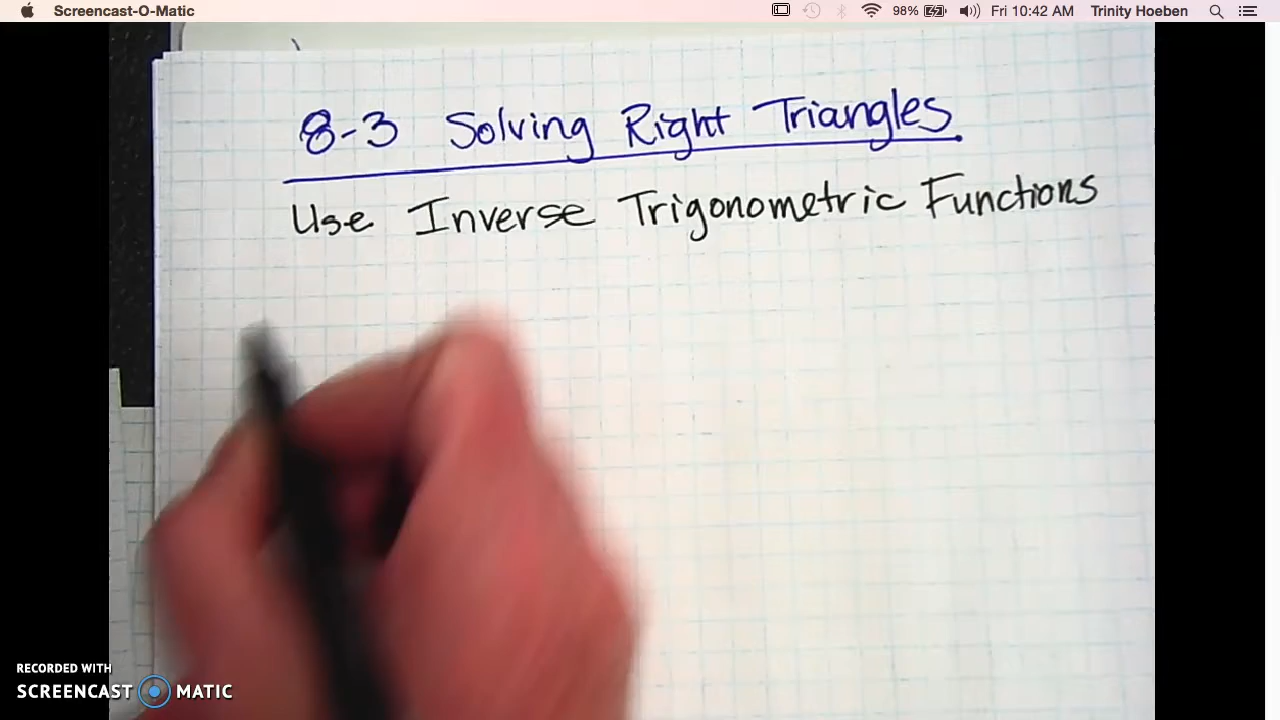 Screencast-O-Matic 98% Fri 10:42 AM Trinity Hoeben
8-3 Solving Right Triangles
Use Inverse Trigonometric Functions
RECORDED WITH
SCREENCAST MATIC